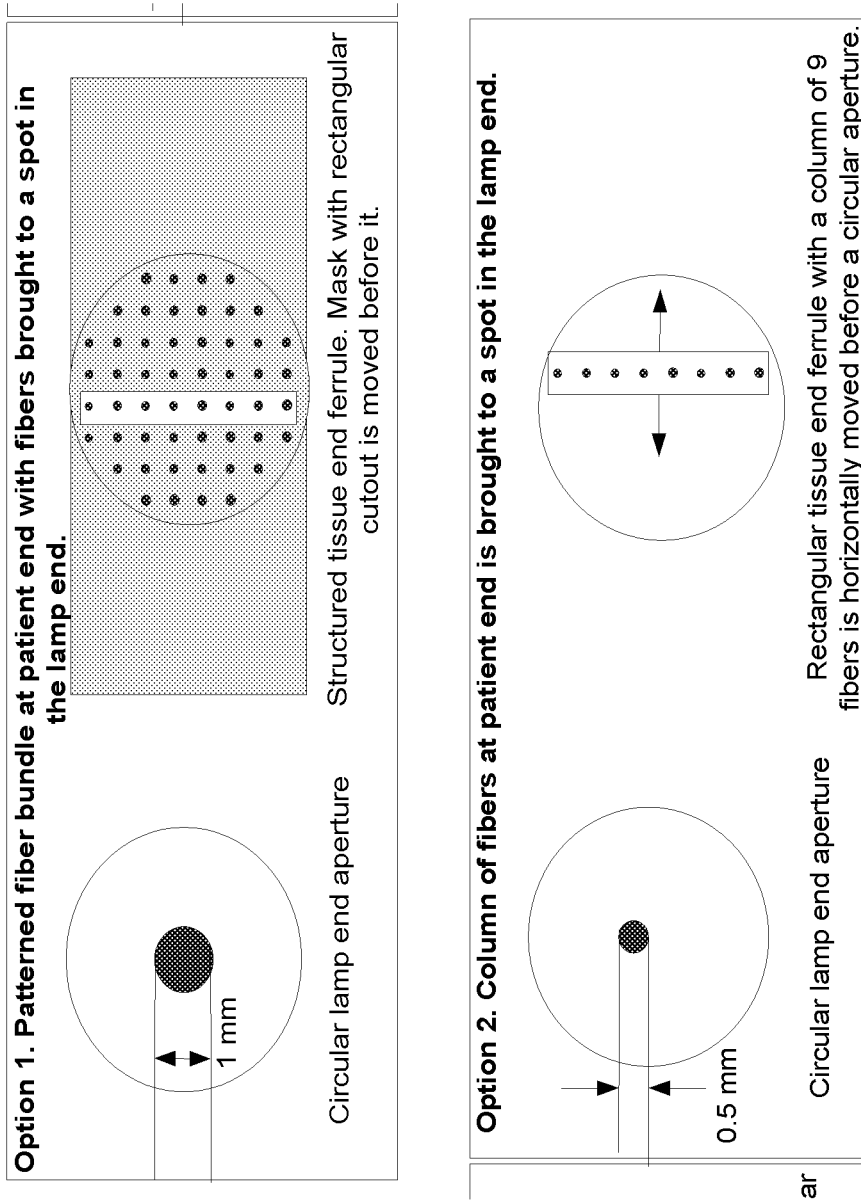 Option 1. Patterned fiber bundle at patient end with fibers brought to a spot in
the lamp end.
1 mm
Circular lamp end aperture
Structured tissue end ferrule. Mask with rectangular
cutout is moved before it.
Option 2. Column of fibers at patient end is brought to a spot in the lamp end.
0.5 mm
Circular lamp end aperture
Rectangular tissue end ferrule with a column of 9
fibers is horizontally moved before a circular aperture.
ar